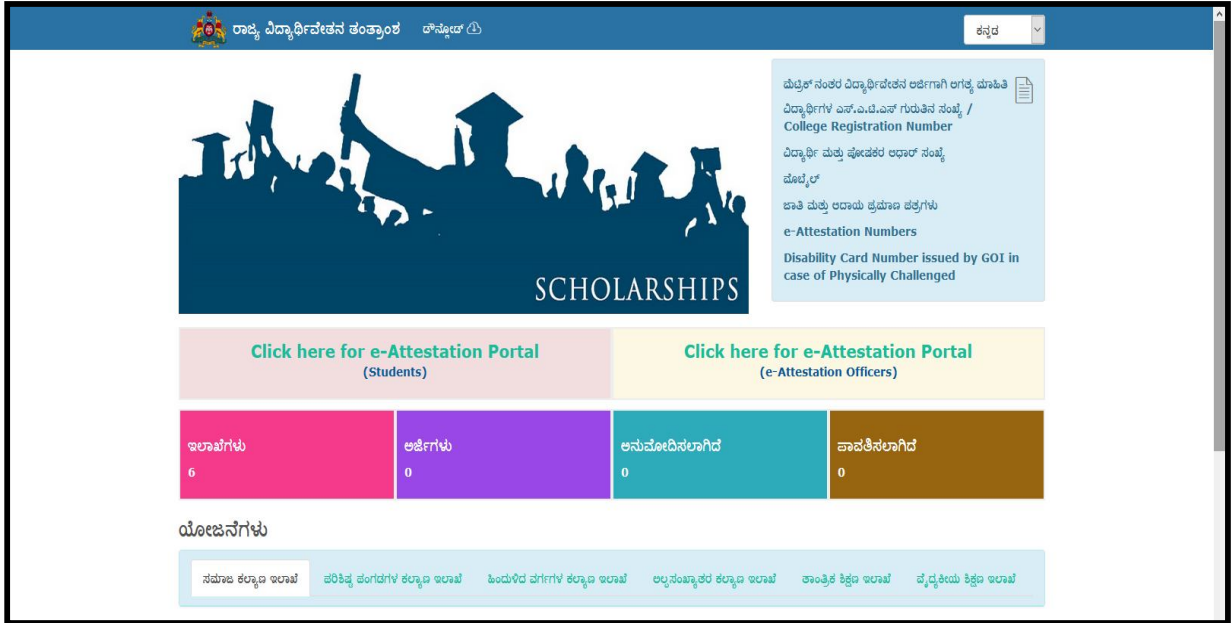 ರಾಜ್ಯ ವಿದ್ಯಾರ್ಥಿವೇತನ ತಂತ್ರಾಂಶ ಡೌನ್ಲೋಡ್
ಕನ್ನಡ
ಮೆಟ್ರಿಕ್ ನಂತರ ವಿದ್ಯಾರ್ಥಿವೇತನ ಅರ್ಜಿಗಾಗಿ ಅಗತ್ಯ ಮಾಹಿತಿ
ವಿದ್ಯಾರ್ಥಿಗಳ ಎಸ್.ಎ.ಟಿ.ಎಸ್ ಗುರುತಿನ ಸಂಖ್ಯೆ /
College Registration Number
ವಿದ್ಯಾರ್ಥಿ ಮತ್ತು ಪೋಷಕರ ಆಧಾರ್ ಸಂಖ್ಯೆ
ಮೊಬೈಲ್
ಜಾತಿ ಮತ್ತು ಆದಾಯ ಪ್ರಮಾಣ ಪತ್ರಗಳು
e-Attestation Numbers
Disability Card Number issued by GOI in
case of Physically Challenged
SCHOLARSHIPS
Click here for e-Attestation Portal
(Students)
Click here for e-Attestation Portal
(e-Attestation Officers)
ಇಲಾಖೆಗಳು
6
ಅರ್ಜಿಗಳು
0
ಅನುಮೋದಿಸಲಾಗಿದೆ
0
ಪಾವತಿಸಲಾಗಿದೆ
0
ಯೋಜನೆಗಳು
ಸಮಾಜ ಕಲ್ಯಾಣ ಇಲಾಖೆ ಪರಿಶಿಷ್ಟ ಪಂಗಡಗಳ ಕಲ್ಯಾಣ ಇಲಾಖೆ ಹಿಂದುಳಿದ ವರ್ಗಗಳ ಕಲ್ಯಾಣ ಇಲಾಖೆ ಅಲ್ಪಸಂಖ್ಯಾತರ ಕಲ್ಯಾಣ ಇಲಾಖೆ ತಾಂತ್ರಿಕ ಶಿಕ್ಷಣ ಇಲಾಖೆ ವೈದ್ಯಕೀಯ ಶಿಕ್ಷಣ ಇಲಾಖೆ